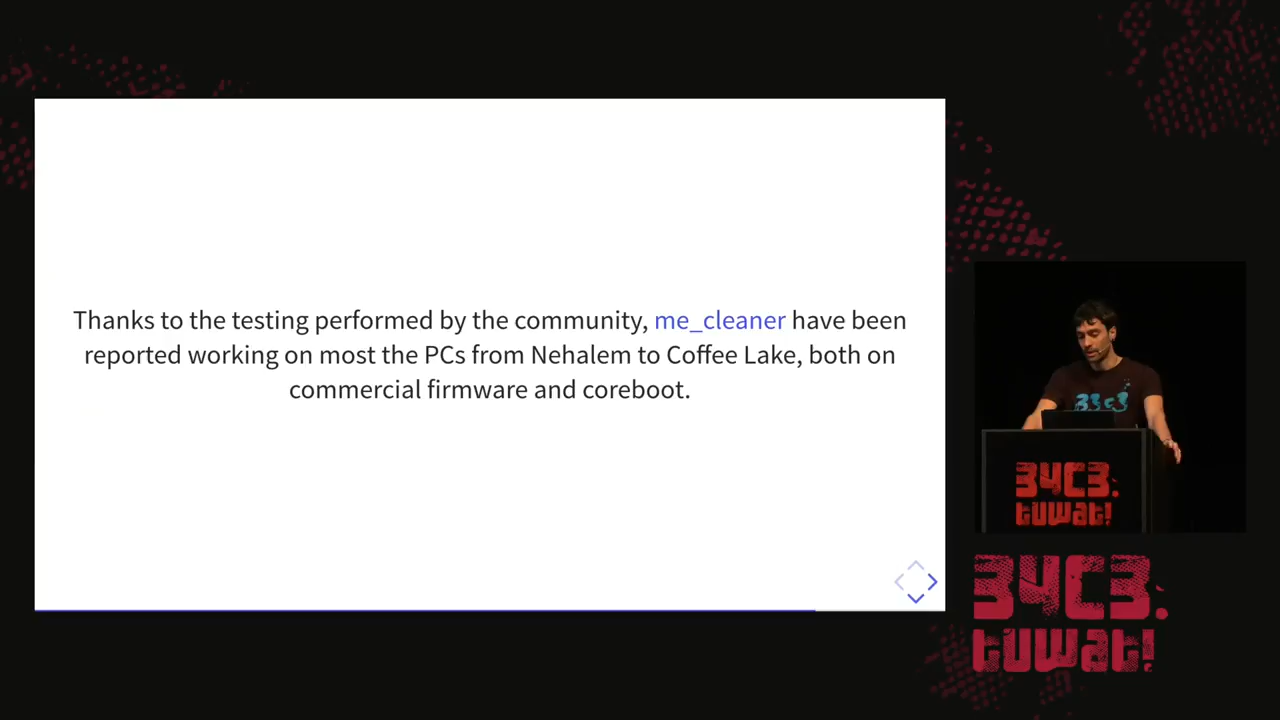 Thanks to the testing performed by the community, me_cleaner have been
reported working on most the PCs from Nehalem to Coffee Lake, both on
commercial firmware and coreboot.
33c3
34C3.
tuwat!
34C3.
tuwat!